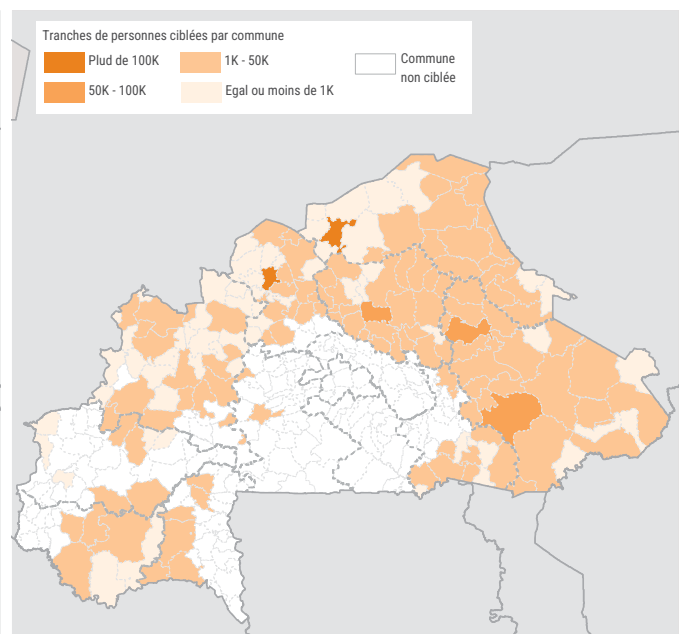 Tranches de personnes ciblées par commune
Plud de 100K
1K - 50K
Commune
non ciblée
50K - 100K
Egal ou moins de 1K